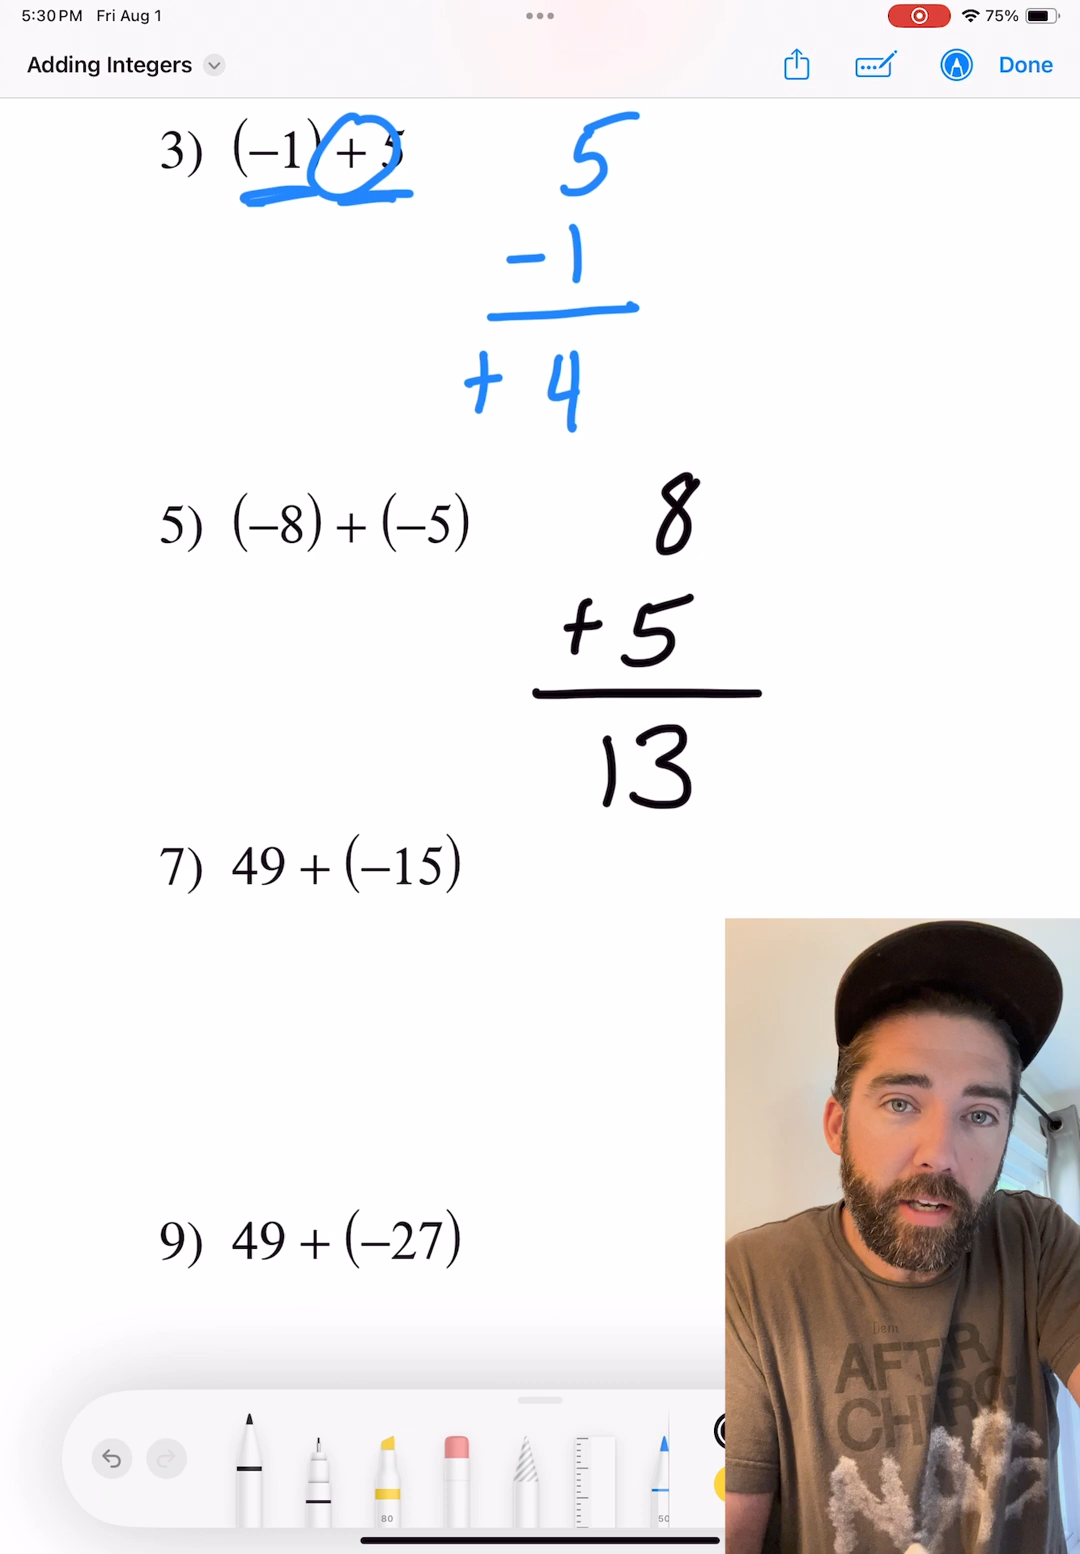 5:30 PM Fri Aug 1
75%
Adding Integers
Done
3) (−1) + 5
5
− 1
+ 4
5) (−8) + (−5)
8
+ 5
13
7) 49 + (−15)
9) 49 + (−27)
80
50
AFTR